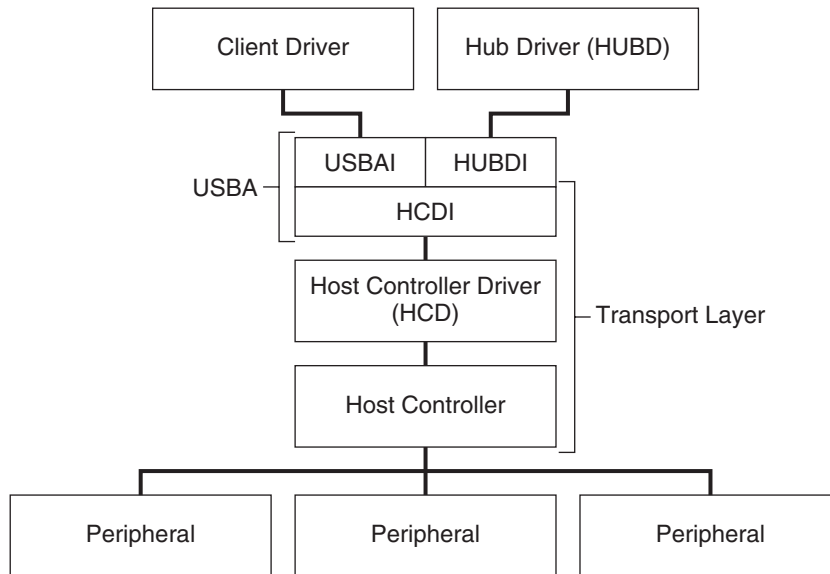 Client Driver
Hub Driver (HUBD)
USBAI
HUBDI
USBA
HCDI
Host Controller Driver
(HCD)
Transport Layer
Host Controller
Peripheral
Peripheral
Peripheral